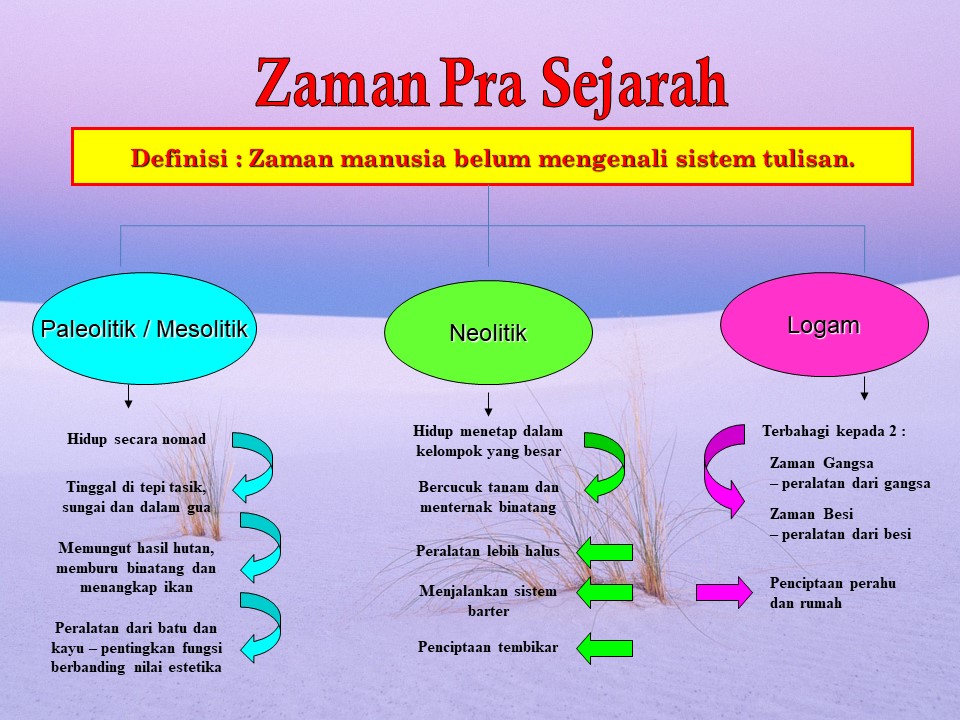 Zaman Pra Sejarah
Definisi : Zaman manusia belum mengenali sistem tulisan.
Paleolitik / Mesolitik
Hidup secara nomad
Tinggal di tepi tasik,
sungai dan dalam gua
Memungut hasil hutan,
memburu binatang dan
menangkap ikan
Peralatan dari batu dan
kayu – pentingkan fungsi
berbanding nilai estetika
Neolitik
Hidup menetap dalam
kelompok yang besar
Bercucuk tanam dan
menternak binatang
Peralatan lebih halus
Menjalankan sistem
barter
Penciptaan tembikar
Logam
Terbahagi kepada 2 :
Zaman Gangsa
– peralatan dari gangsa
Zaman Besi
– peralatan dari besi
Penciptaan perahu
dan rumah